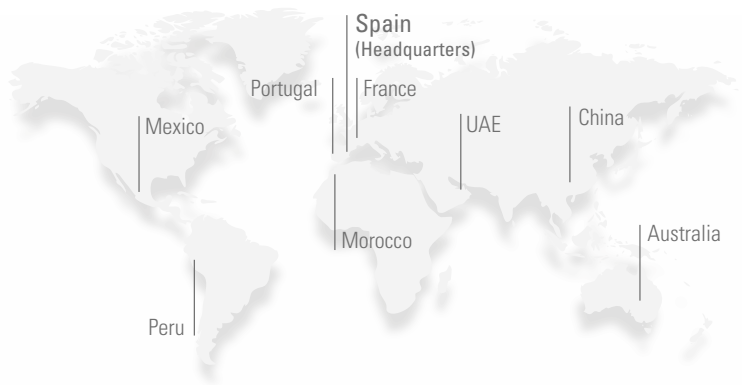 Spain
(Headquarters)
Portugal
France
Mexico
UAE
China
Morocco
Australia
Peru